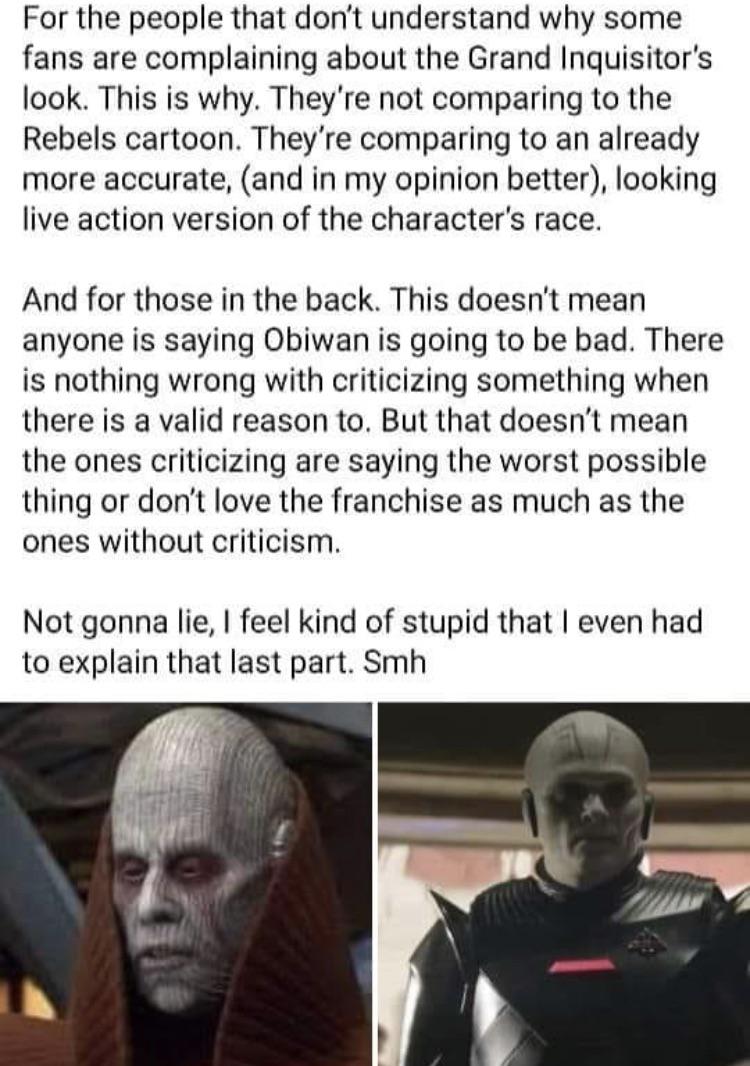 For the people that don't understand why some
fans are complaining about the Grand Inquisitor's
look. This is why. They're not comparing to the
Rebels cartoon. They're comparing to an already
more accurate, (and in my opinion better), looking
live action version of the character's race.
And for those in the back. This doesn't mean
anyone is saying Obiwan is going to be bad. There
is nothing wrong with criticizing something when
there is a valid reason to. But that doesn't mean
the ones criticizing are saying the worst possible
thing or don't love the franchise as much as the
ones without criticism.
Not gonna lie, I feel kind of stupid that I even had
to explain that last part. Smh